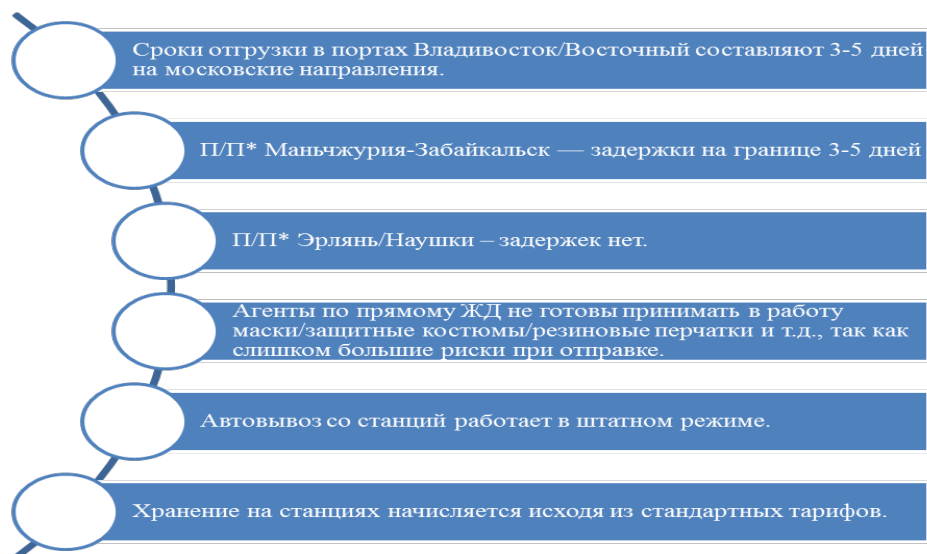 Сроки отгрузки в портах Владивосток/Восточный составляют 3-5 дней
на московские направления.
П/П* Маньчжурия-Забайкальск — задержки на границе 3-5 дней
П/П* Эрлянь/Наушки – задержек нет.
Агенты по прямому ЖД не готовы принимать в работу
маски/защитные костюмы/резиновые перчатки и т.д., так как
слишком большие риски при отправке.
Автовывоз со станций работает в штатном режиме.
Хранение на станциях начисляется исходя из стандартных тарифов.